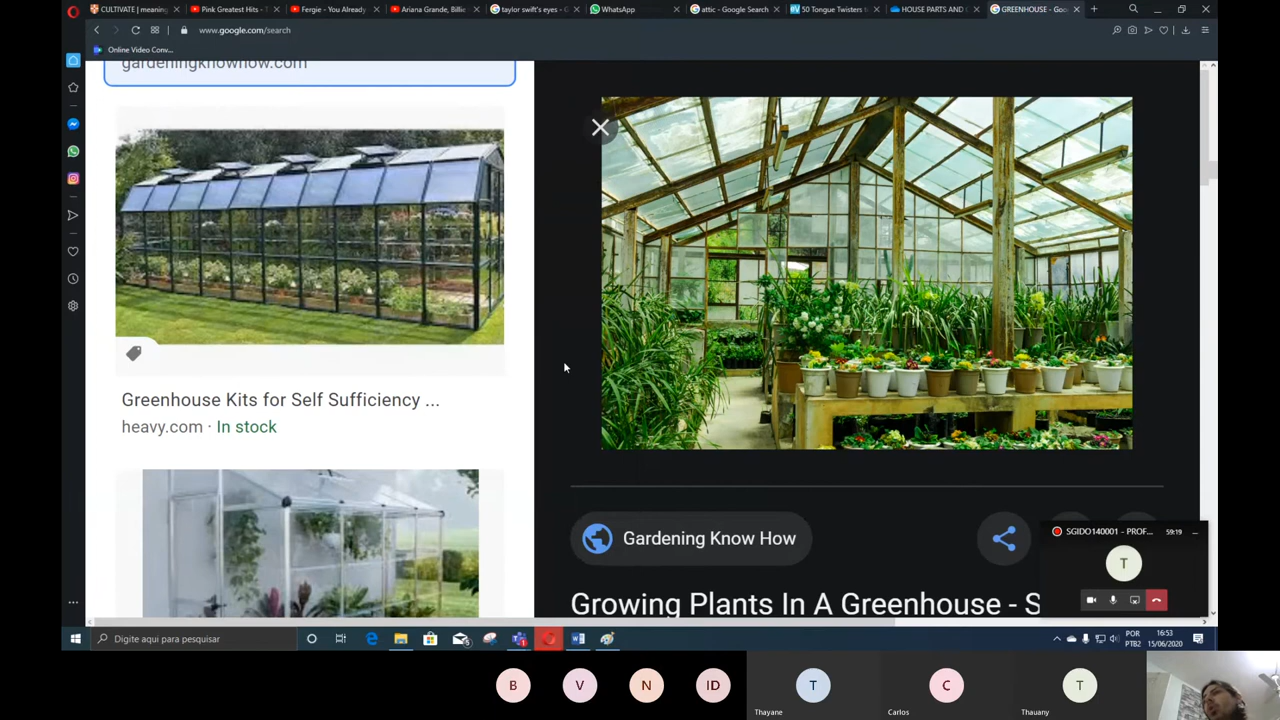 CULTIVATE | meaning
Pink Greatest Hits -
Fergie - You Already
Ariana Grande, Billie
taylor swift's eyes -
WhatsApp
attic - Google Search
50 Tongue Twisters to
HOUSE PARTS AND
GREENHOUSE - Goo
www.google.com/search
Online Video Conv...
gardeningknowhow.com
Greenhouse Kits for Self Sufficiency ...
heavy.com · In stock
Gardening Know How
Growing Plants In A Greenhouse - S
SGIDO140001 - PROF...
59:19
T
Digite aqui para pesquisar
POR
PTB2
16:53
15/06/2020
B
V
N
ID
T
C
T
Thayane
Carlos
Thauany